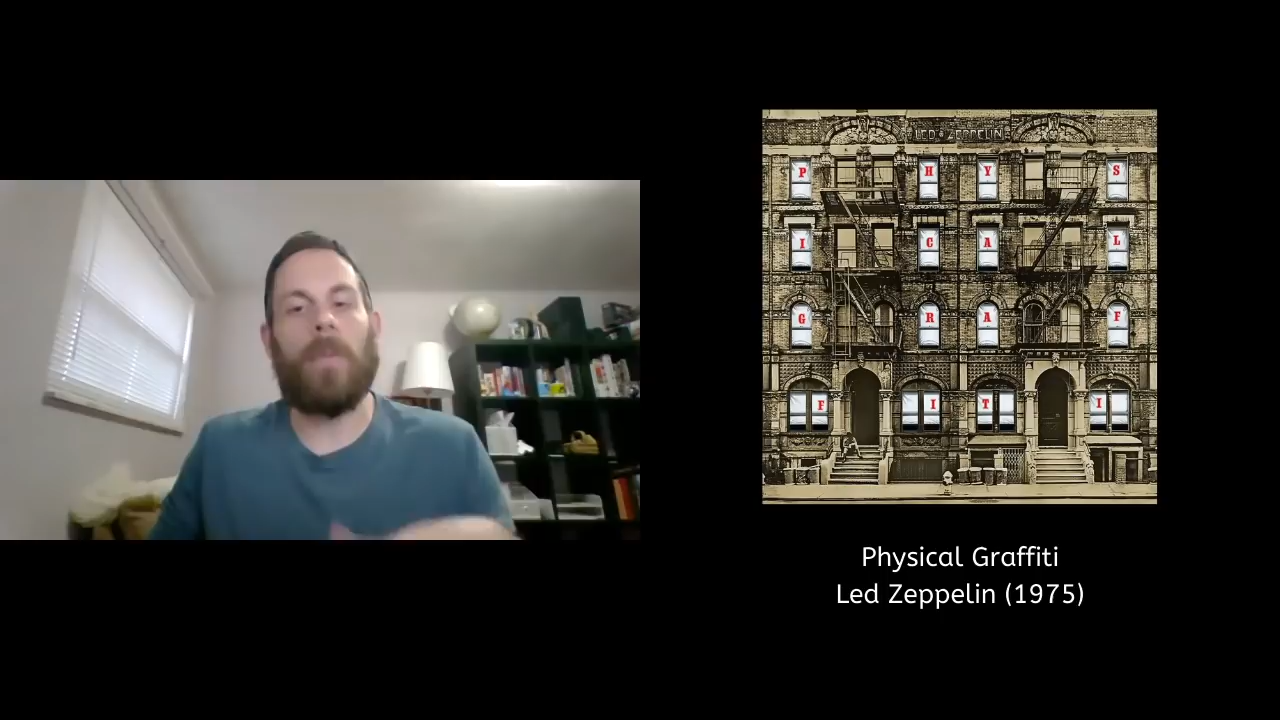 LED ZEPPELIN
P H Y S
I C A L
G R A F
F I T I
Physical Graffiti
Led Zeppelin (1975)